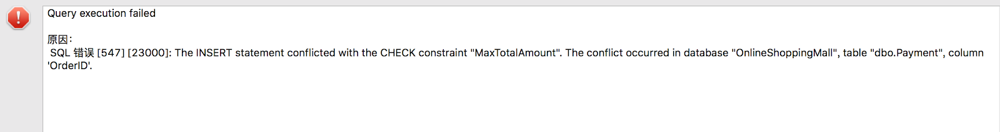 Query execution failed
原因：
SQL 错误 [547] [23000]: The INSERT statement conflicted with the CHECK constraint "MaxTotalAmount". The conflict occurred in database "OnlineShoppingMall", table "dbo.Payment", column
'OrderID'.